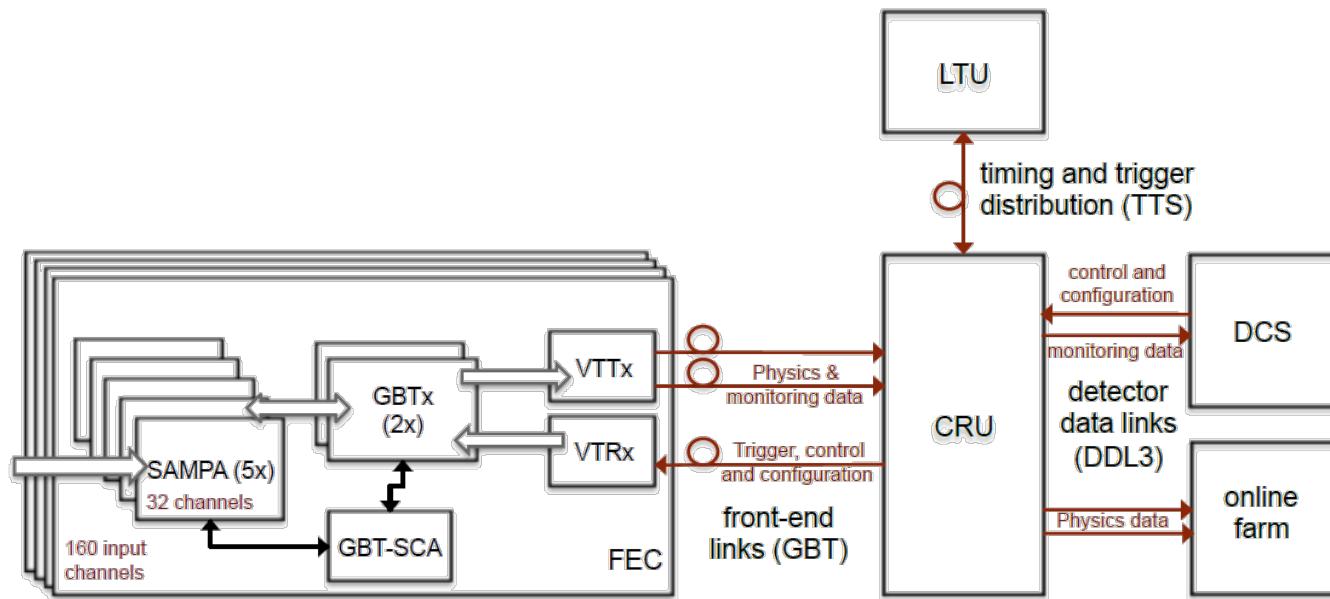 LTU
timing and trigger
distribution (TTS)
SAMPA (5x)
32 channels
160 input
channels
GBTx
(2x)
GBT-SCA
VTTx
VTRx
FEC
Physics &
monitoring data
Trigger, control
and configuration
front-end
links (GBT)
CRU
control and
configuration
monitoring data
detector
data links
(DDL3)
Physics data
DCS
online
farm